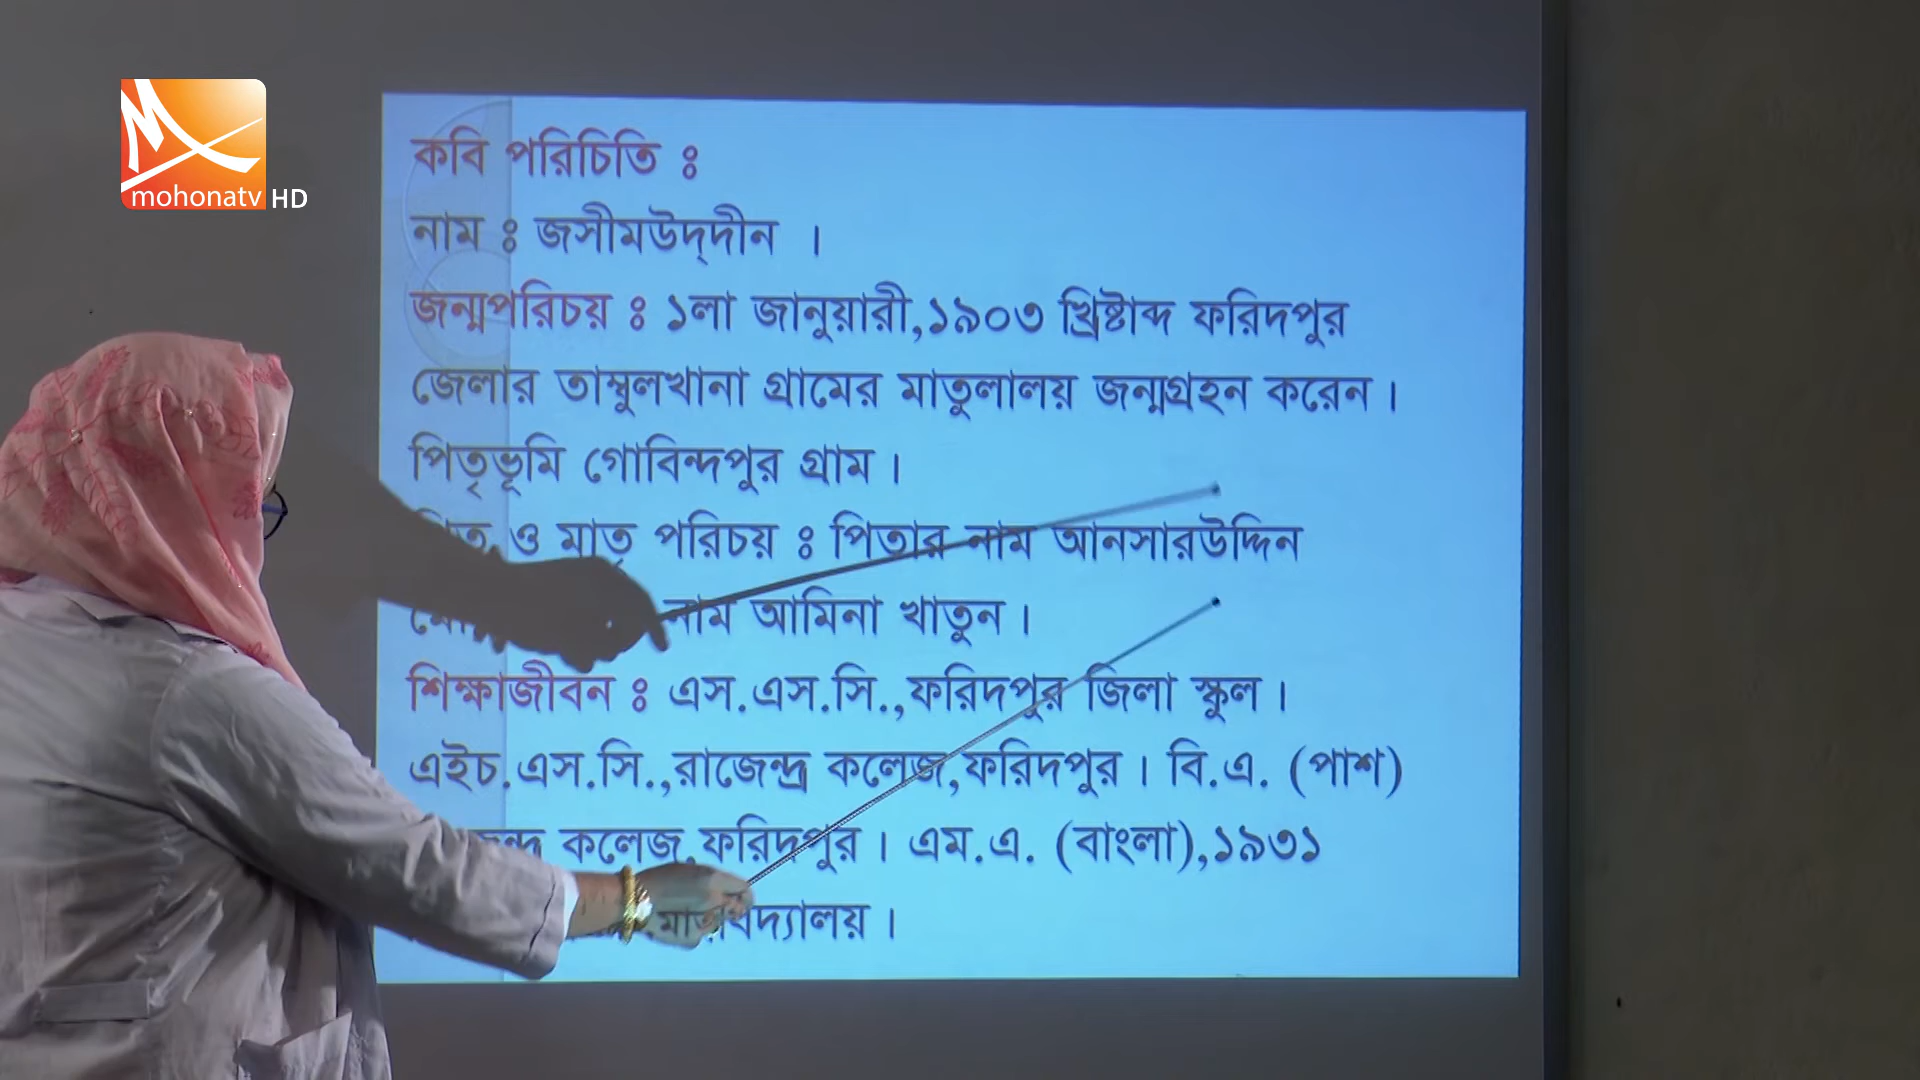 mohonatv HD
কবি পরিচিতি ঃ
নাম ঃ জসীমউদ্‌দীন ।
জন্মপরিচয় ঃ ১লা জানুয়ারী,১৯০৩ খ্রিষ্টাব্দ ফরিদপুর
জেলার তাম্বুলখানা গ্রামের মাতুলালয় জন্মগ্রহন করেন ।
পিতৃভূমি গোবিন্দপুর গ্রাম ।
ও মাতৃ পরিচয় ঃ পিতার নাম আনসারউদ্দিন
নাম আমিনা খাতুন ।
শিক্ষাজীবন ঃ এস.এস.সি.,ফরিদপুর জিলা স্কুল ।
এইচ.এস.সি.,রাজেন্দ্র কলেজ,ফরিদপুর । বি.এ. (পাশ)
কলেজ,ফরিদপুর । এম.এ. (বাংলা),১৯৩১